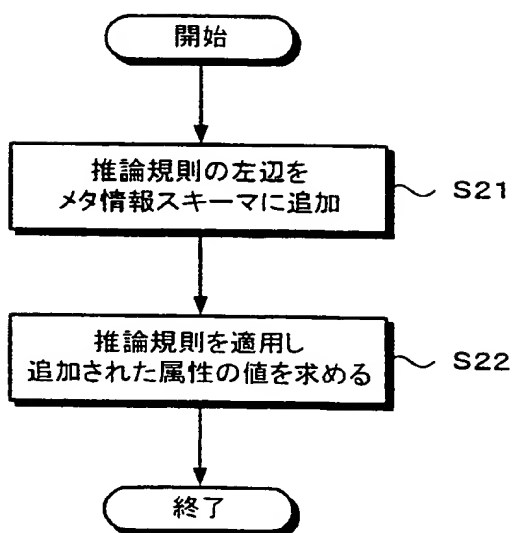 開始
推論規則の左辺を
メタ情報スキーマに追加
S21
推論規則を適用し
追加された属性の値を求める
S22
終了